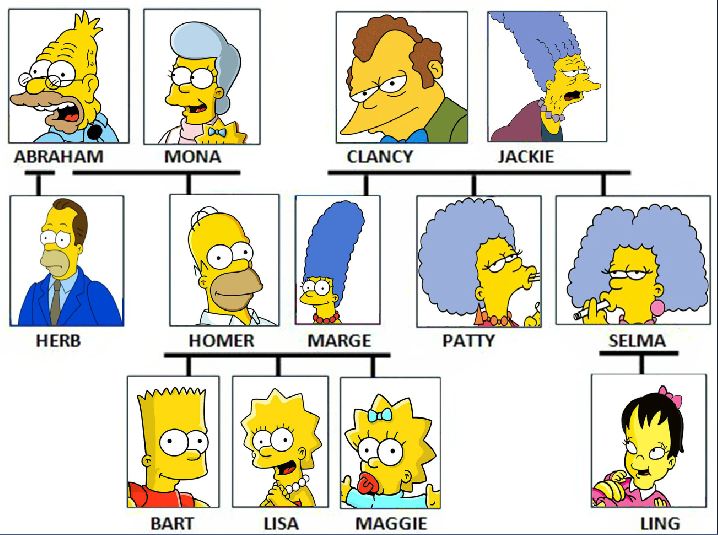 ABRAHAM MONA CLANCY JACKIE
HERB HOMER MARGE PATTY SELMA
BART LISA MAGGIE LING